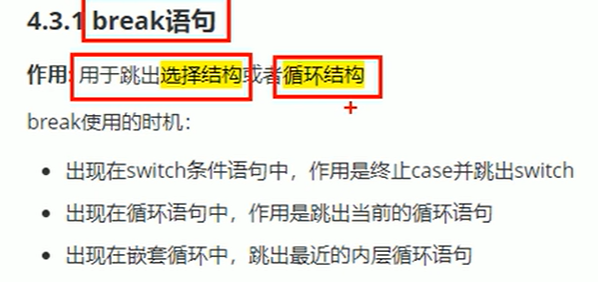 4.3.1 break语句
作用: 用于跳出选择结构或者循环结构
break使用的时机：
• 出现在switch条件语句中，作用是终止case并跳出switch
• 出现在循环语句中，作用是跳出当前的循环语句
• 出现在嵌套循环中，跳出最近的内层循环语句